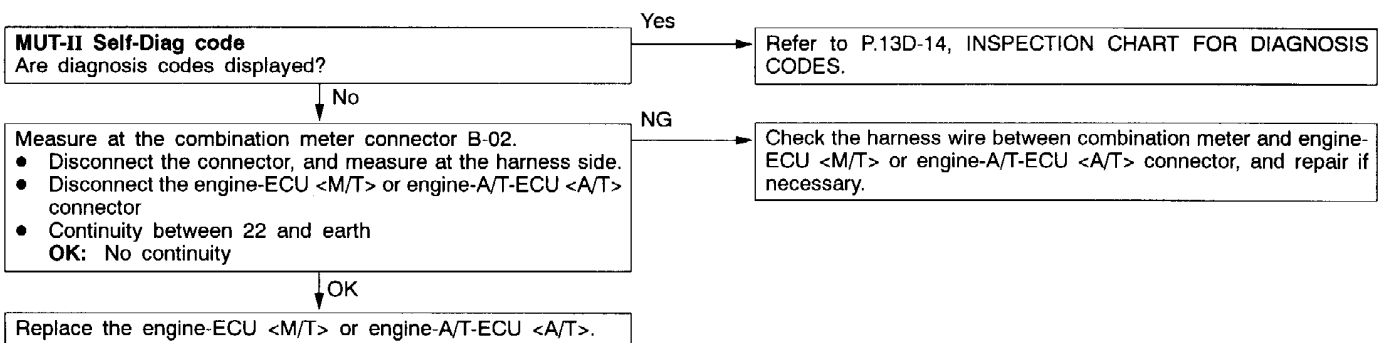 MUT-II Self-Diag code
Are diagnosis codes displayed?
Yes
Refer to P.13D-14, INSPECTION CHART FOR DIAGNOSIS
CODES.
No
Measure at the combination meter connector B-02.
● Disconnect the connector, and measure at the harness side.
● Disconnect the engine-ECU <M/T> or engine-A/T-ECU <A/T>
connector
● Continuity between 22 and earth
OK: No continuity
NG
Check the harness wire between combination meter and engine-
ECU <M/T> or engine-A/T-ECU <A/T> connector, and repair if
necessary.
OK
Replace the engine-ECU <M/T> or engine-A/T-ECU <A/T>.